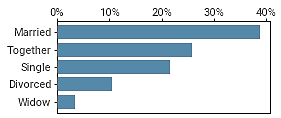 0% 10% 20% 30% 40%
Married
Together
Single
Divorced
Widow